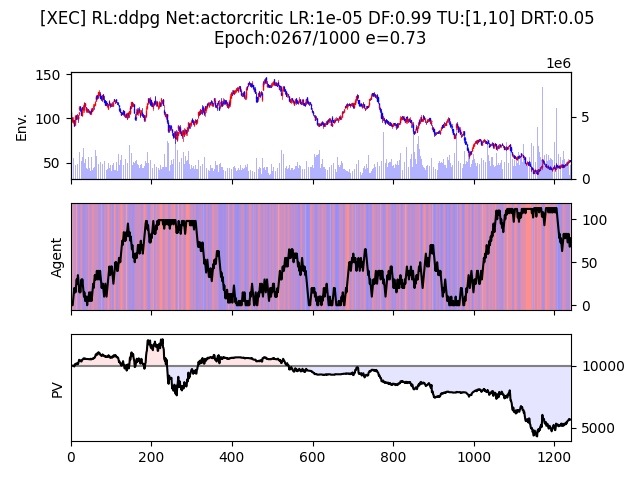 [XEC] RL:ddpg Net:actorcritic LR:1e-05 DF:0.99 TU:[1,10] DRT:0.05
Epoch:0267/1000 e=0.73
1e6
150
100
50
Env.
5
0
Agent
100
50
0
PV
10000
5000
0 200 400 600 800 1000 1200